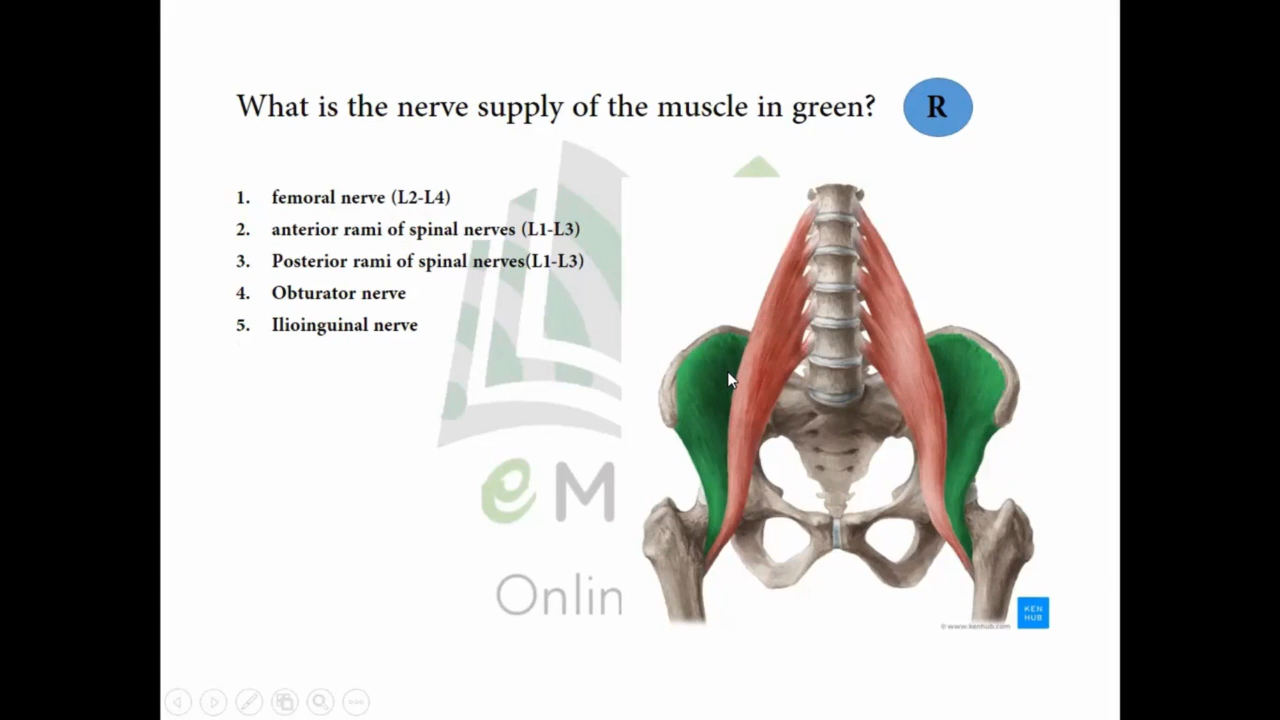 What is the nerve supply of the muscle in green?
R
1. femoral nerve (L2-L4)
2. anterior rami of spinal nerves (L1-L3)
3. Posterior rami of spinal nerves(L1-L3)
4. Obturator nerve
5. Ilioinguinal nerve
e M
Onlin
KEN
HUB
© www.kenhub.com